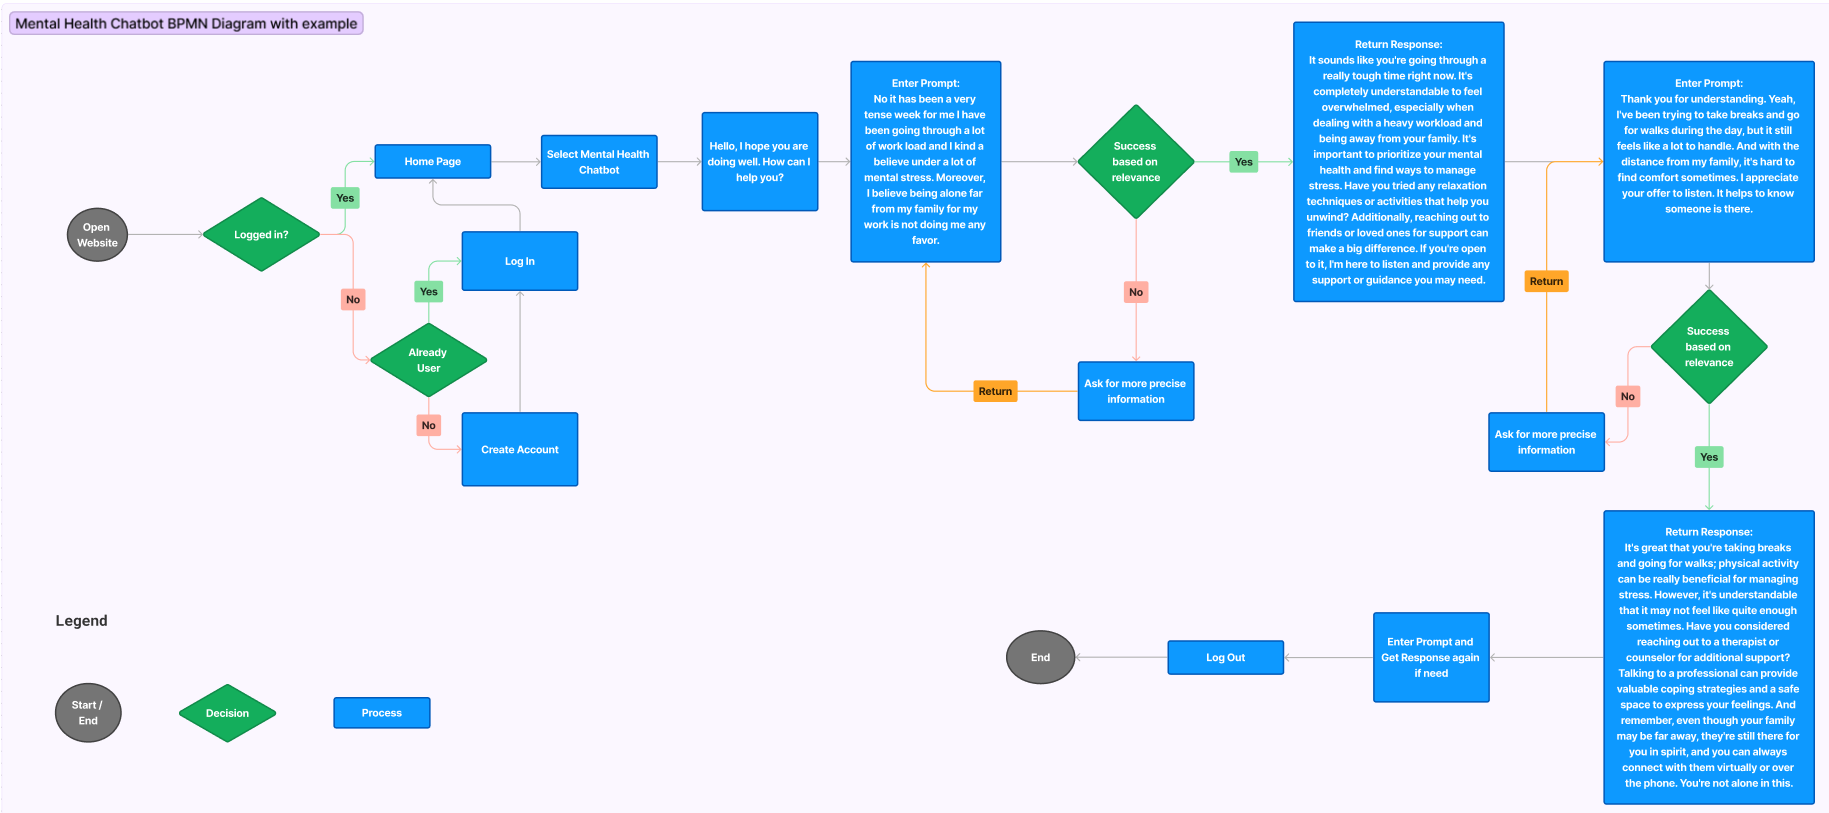 Mental Health Chatbot BPMN Diagram with example
Open
Website
Logged in?
Yes
No
Home Page
Log In
Yes
Already
User
No
Create Account
Select Mental Health
Chatbot
Hello, I hope you are
doing well. How can I
help you?
Enter Prompt:
No it has been a very
tense week for me I have
been going through a lot
of work load and I kind a
believe under a lot of
mental stress. Moreover,
I believe being alone far
from my family for my
work is not doing me any
favor.
Success
based on
relevance
Yes
No
Ask for more precise
information
Return
Return Response:
It sounds like you're going through a
really tough time right now. It's
completely understandable to feel
overwhelmed, especially when
dealing with a heavy workload and
being away from your family. It's
important to prioritize your mental
health and find ways to manage
stress. Have you tried any relaxation
techniques or activities that help you
unwind? Additionally, reaching out to
friends or loved ones for support can
make a big difference. If you're open
to it, I'm here to listen and provide any
support or guidance you may need.
Enter Prompt:
Thank you for understanding. Yeah,
I've been trying to take breaks and go
for walks during the day, but it still
feels like a lot to handle. And with the
distance from my family, it's hard to
find comfort sometimes. I appreciate
your offer to listen. It helps to know
someone is there.
Return
Success
based on
relevance
No
Ask for more precise
information
Yes
Return Response:
It's great that you're taking breaks
and going for walks; physical activity
can be really beneficial for managing
stress. However, it's understandable
that it may not feel like quite enough
sometimes. Have you considered
reaching out to a therapist or
counselor for additional support?
Talking to a professional can provide
valuable coping strategies and a safe
space to express your feelings. And
remember, even though your family
may be far away, they're still there for
you in spirit, and you can always
connect with them virtually or over
the phone. You're not alone in this.
Enter Prompt and
Get Response again
if need
Log Out
End
Legend
Start /
End
Decision
Process